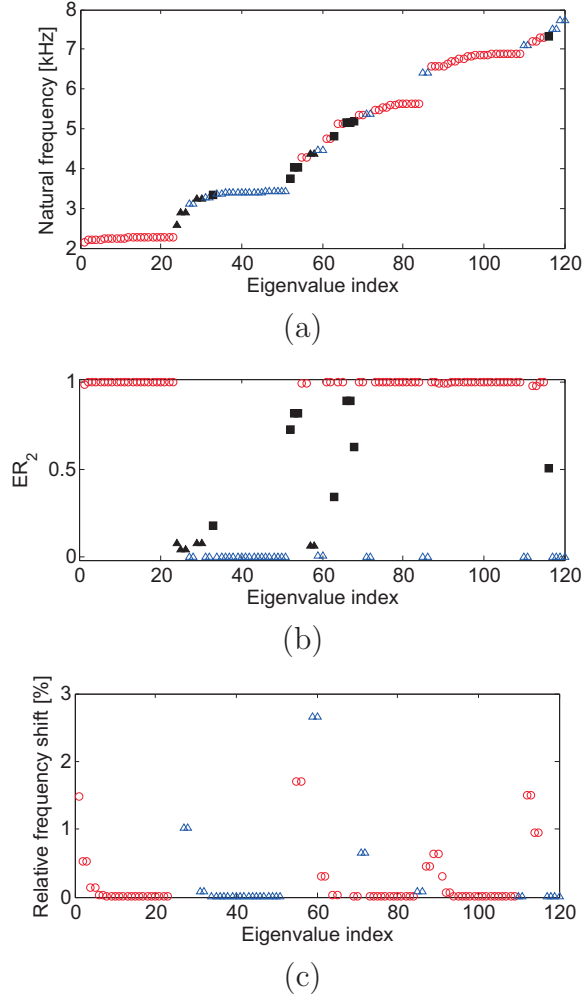 8
7
6
5
4
3
2
0 20 40 60 80 100 120
Natural frequency [kHz]
Eigenvalue index
(a)
1
0.5
0
0 20 40 60 80 100 120
ER2
Eigenvalue index
(b)
3
2
1
0
0 20 40 60 80 100 120
Relative frequency shift [%]
Eigenvalue index
(c)